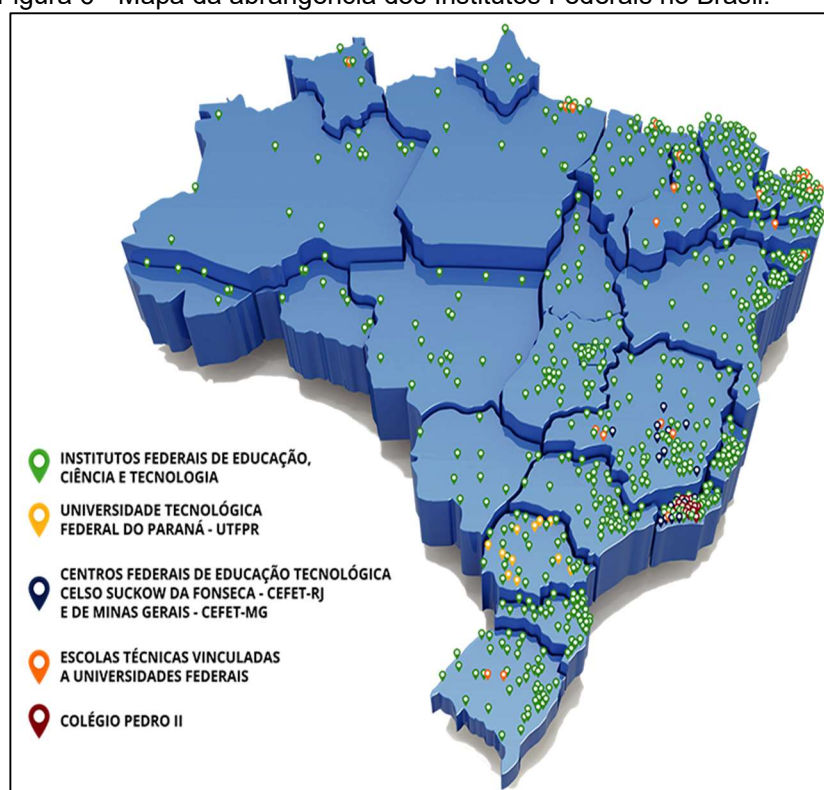 Mapa da abrangência dos Institutos Federais no Brasil.
INSTITUTOS FEDERAIS DE EDUCAÇÃO,
CIÊNCIA E TECNOLOGIA
UNIVERSIDADE TECNOLÓGICA
FEDERAL DO PARANÁ - UTFPR
CENTROS FEDERAIS DE EDUCAÇÃO TECNOLÓGICA
CELSO SUCKOW DA FONSECA - CEFET-RJ
E DE MINAS GERAIS - CEFET-MG
ESCOLAS TÉCNICAS VINCULADAS
A UNIVERSIDADES FEDERAIS
COLÉGIO PEDRO II